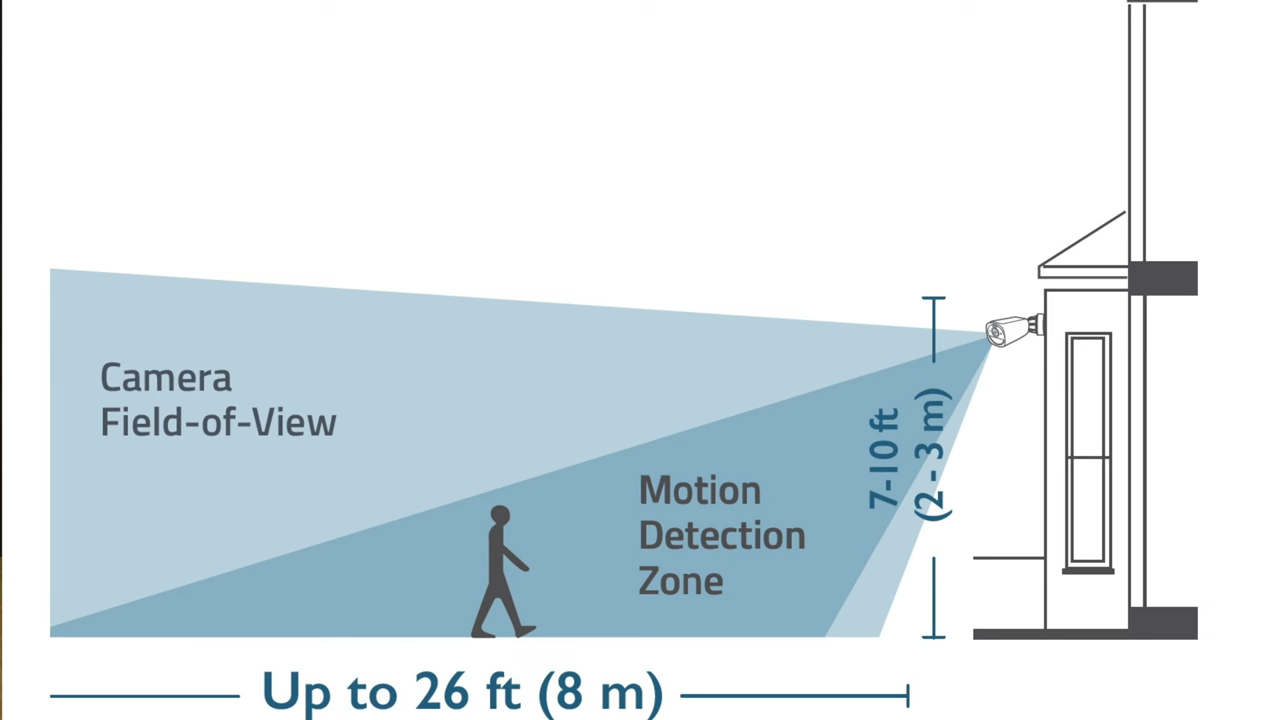 Camera
Field-of-View
Motion
Detection
Zone
7-10 ft
(2 - 3 m)
Up to 26 ft (8 m)